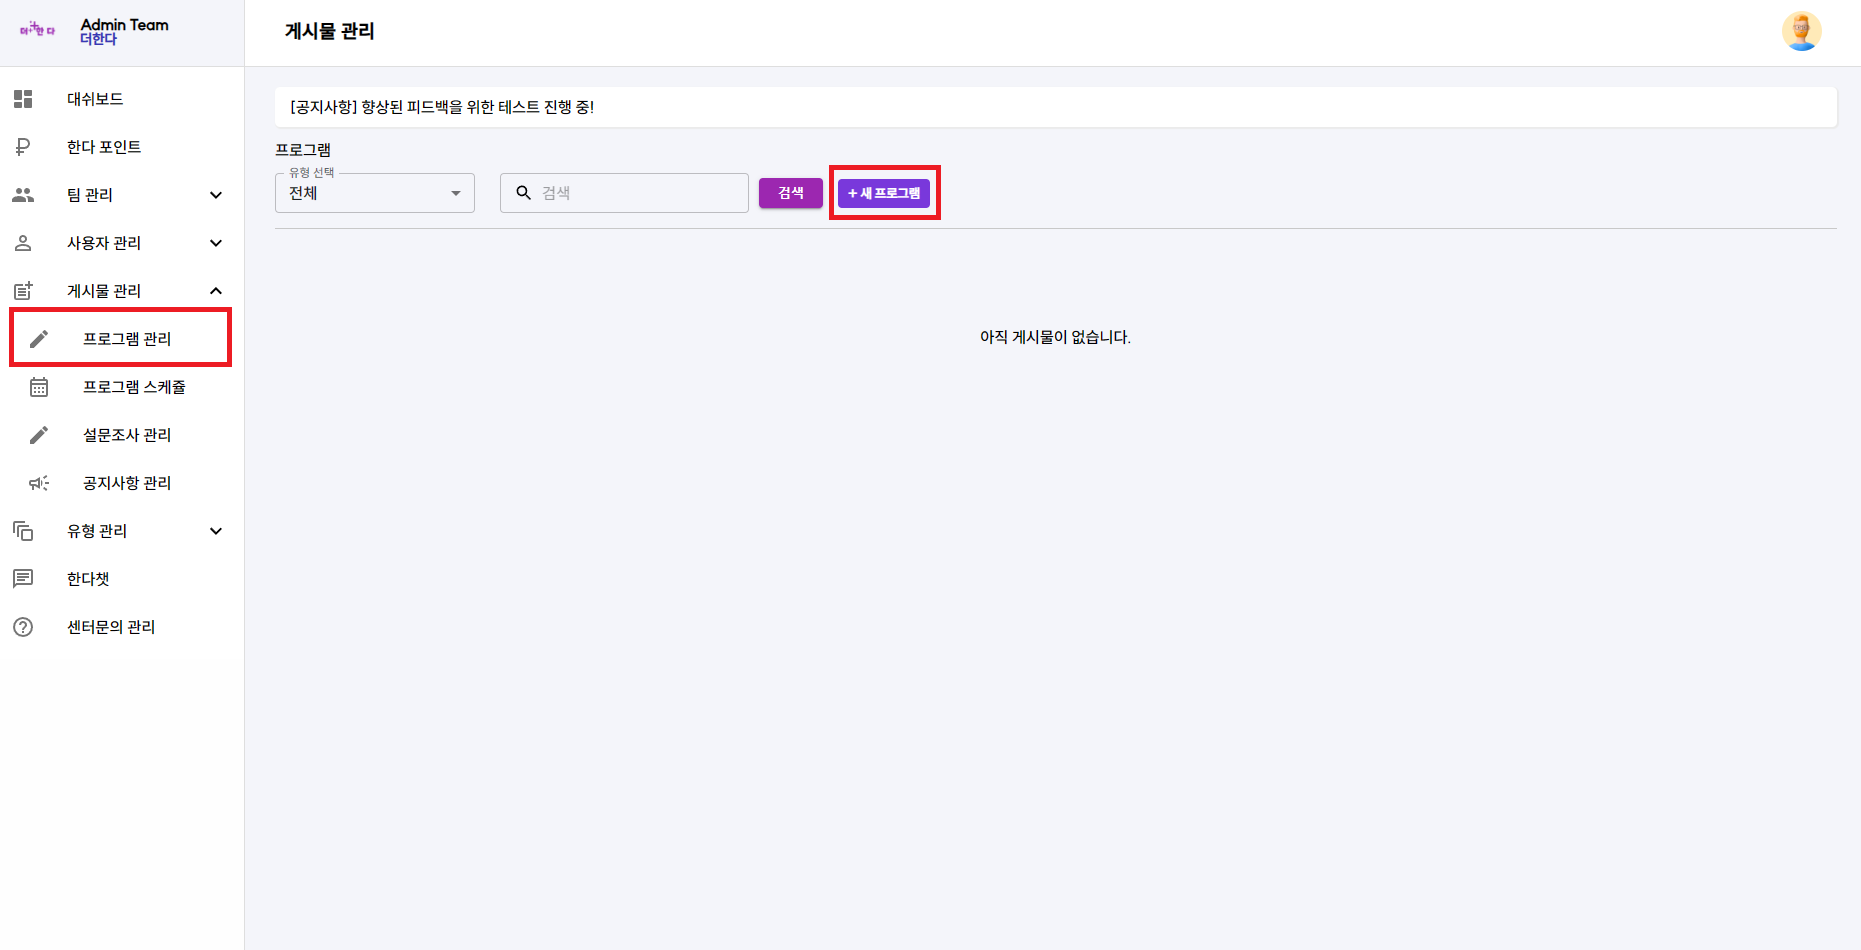 더한다
Admin Team
더한다
게시물 관리
대쉬보드
한다 포인트
팀 관리
사용자 관리
게시물 관리
프로그램 관리
프로그램 스케쥴
설문조사 관리
공지사항 관리
유형 관리
한다챗
센터문의 관리
[공지사항] 향상된 피드백을 위한 테스트 진행 중!
프로그램
유형 선택
전체
검색
검색
+ 새 프로그램
아직 게시물이 없습니다.